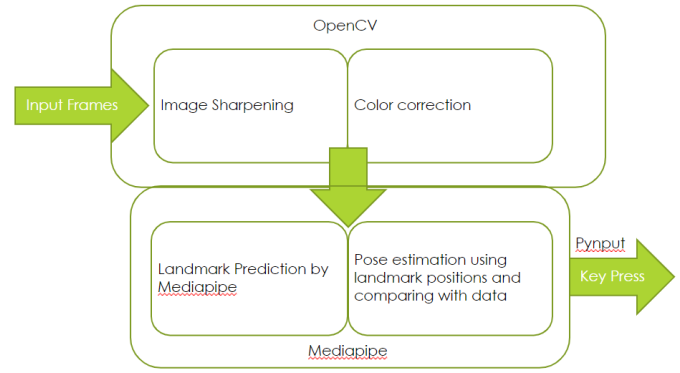 OpenCV
Input Frames
Image Sharpening
Color correction
Landmark Prediction by
Mediapipe
Pose estimation using
landmark positions and
comparing with data
Pynput
Key Press
Mediapipe